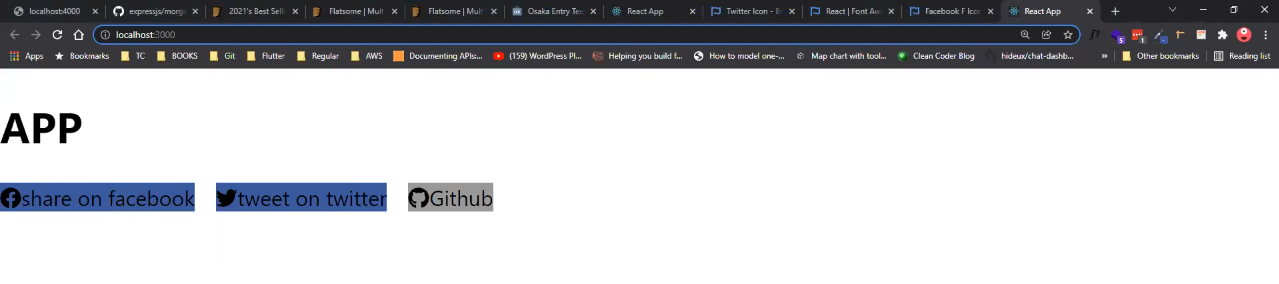 localhost:4000 expressjs/morga 2021's Best Selli Flatsome | Mult Flatsome | Mult Osaka Entry Tee React App Twitter Icon - B React | Font Aw Facebook F Icon React App
localhost:3000
Apps Bookmarks TC BOOKS Git Flutter Regular AWS Documenting APIs:... (159) WordPress Pl... Helping you build f... How to model one-... Map chart with tool... Clean Coder Blog hideux/chat-dashb... » Other bookmarks Reading list
APP
share on facebook tweet on twitter Github